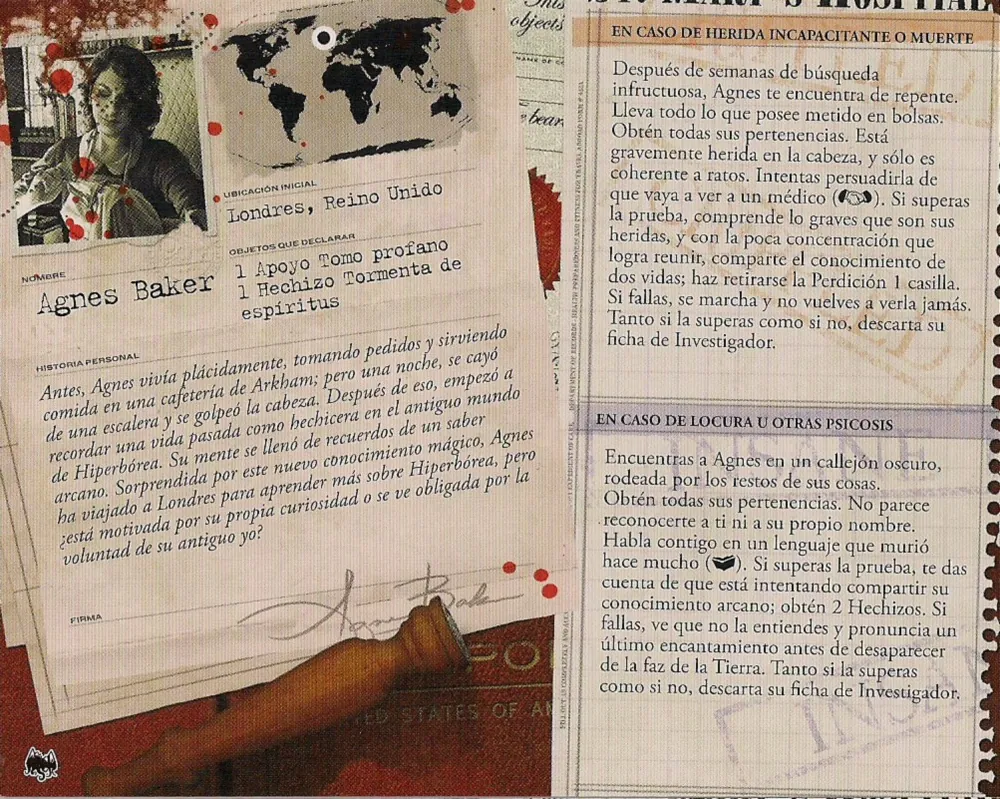 UBICACIÓN INICIAL
Londres, Reino Unido
OBJETOS QUE DECLARAR
1 Apoyo Tomo profano
1 Hechizo Tormenta de
espíritus
NOMBRE
Agnes Baker
HISTORIA PERSONAL
Antes, Agnes vivía plácidamente, tomando pedidos y sirviendo
comida en una cafetería de Arkham; pero una noche, se cayó
de una escalera y se golpeó la cabeza. Después de eso, empezó a
recordar una vida pasada como hechicera en el antiguo mundo
de Hiperbórea. Su mente se llenó de recuerdos de un saber
arcano. Sorprendida por este nuevo conocimiento mágico, Agnes
ha viajado a Londres para aprender más sobre Hiperbórea, pero
¿está motivada por su propia curiosidad o se ve obligada por la
voluntad de su antiguo yo?
FIRMA
Agnes Baker
UNITED STATES OF AM
This
objects
e bear
EN CASO DE HERIDA INCAPACITANTE O MUERTE
Después de semanas de búsqueda
infructuosa, Agnes te encuentra de repente.
Lleva todo lo que posee metido en bolsas.
Obtén todas sus pertenencias. Está
gravemente herida en la cabeza, y sólo es
coherente a ratos. Intentas persuadirla de
que vaya a ver a un médico (). Si superas
la prueba, comprende lo graves que son sus
heridas, y con la poca concentración que
logra reunir, comparte el conocimiento de
dos vidas; haz retirarse la Perdición 1 casilla.
Si fallas, se marcha y no vuelves a verla jamás.
Tanto si la superas como si no, descarta su
ficha de Investigador.
EN CASO DE LOCURA U OTRAS PSICOSIS
INSANE
Encuentras a Agnes en un callejón oscuro,
rodeada por los restos de sus cosas.
Obtén todas sus pertenencias. No parece
reconocerte a ti ni a su propio nombre.
Habla contigo en un lenguaje que murió
hace mucho (). Si superas la prueba, te das
cuenta de que está intentando compartir su
conocimiento arcano; obtén 2 Hechizos. Si
fallas, ve que no la entiendes y pronuncia un
último encantamiento antes de desaparecer
de la faz de la Tierra. Tanto si la superas
como si no, descarta su ficha de Investigador.